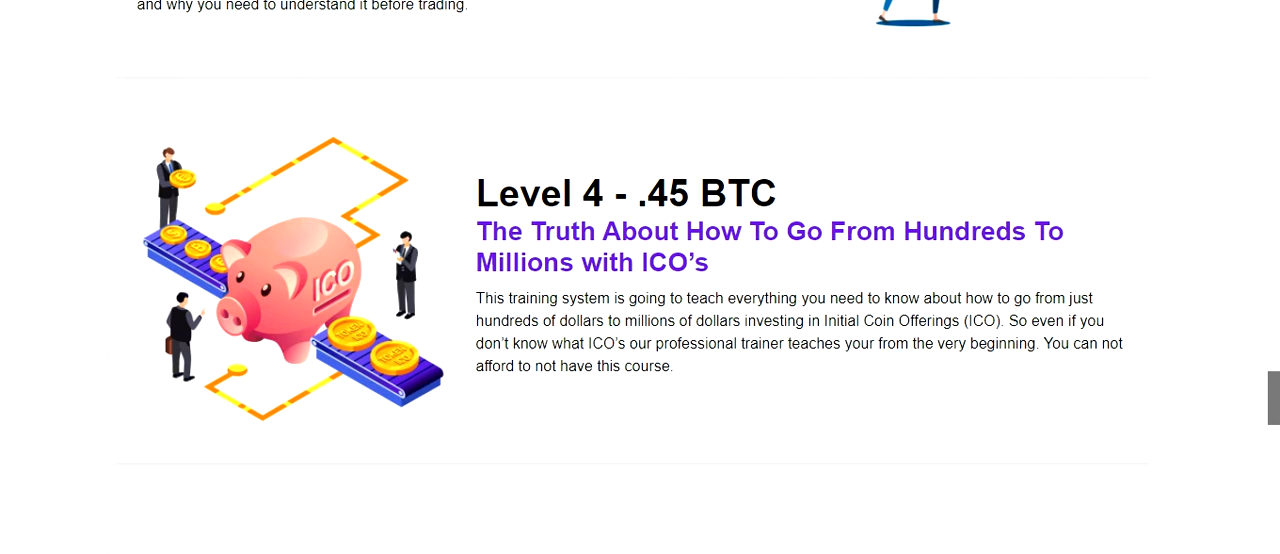 and why you need to understand it before trading.
Level 4 - .45 BTC
The Truth About How To Go From Hundreds To
Millions with ICO’s
This training system is going to teach everything you need to know about how to go from just
hundreds of dollars to millions of dollars investing in Initial Coin Offerings (ICO). So even if you
don’t know what ICO’s our professional trainer teaches your from the very beginning. You can not
afford to not have this course.
ICO